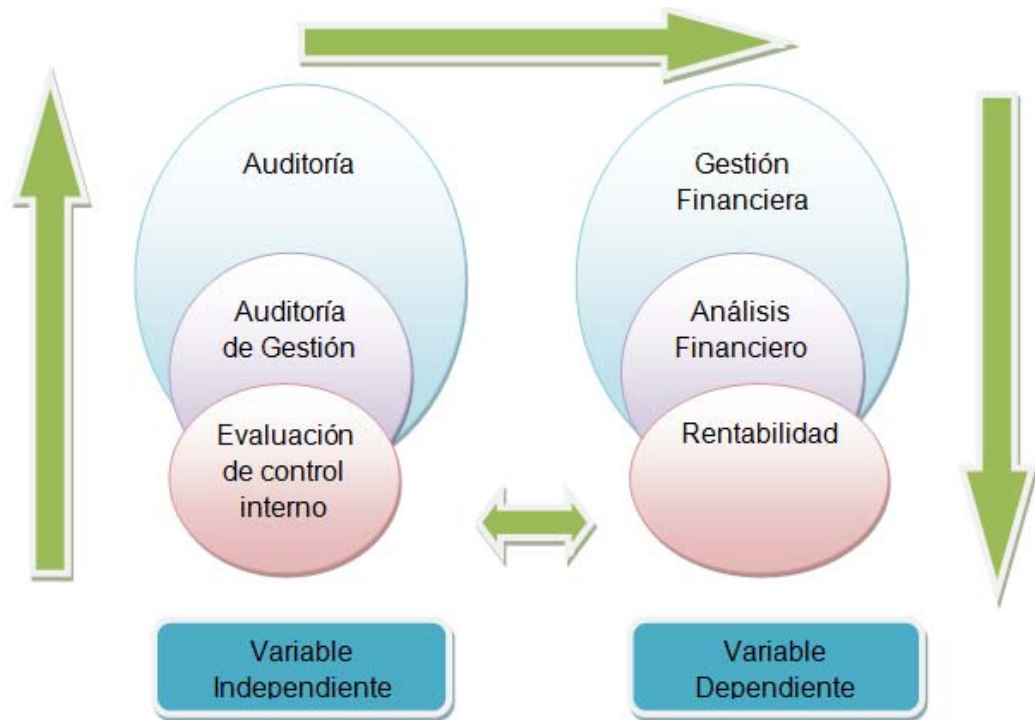 Auditoría
Auditoría
de Gestión
Evaluación
de control
interno
Gestión
Financiera
Análisis
Financiero
Rentabilidad
Variable
Independiente
Variable
Dependiente